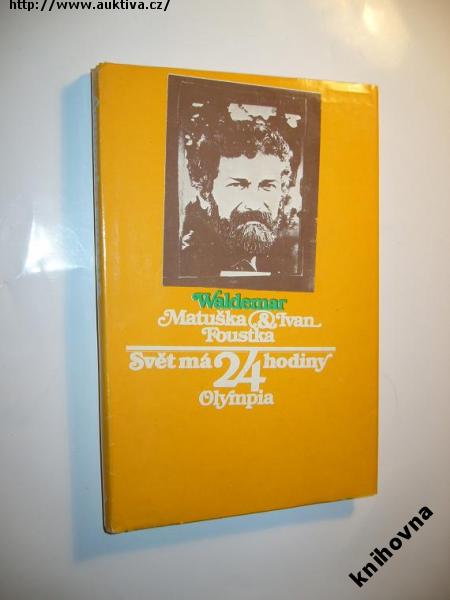 http://www.auktiva.cz/
Waldemar
Matuška & Ivan
Foustka
Svět má 24 hodiny
Olympia
knihovna